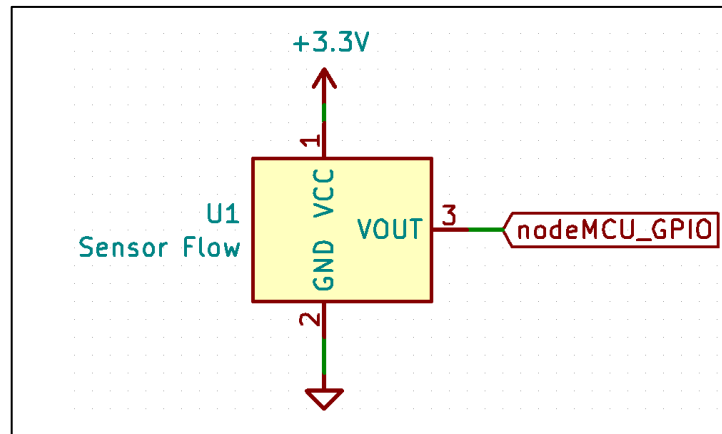 +3.3V
1
VCC
U1
Sensor Flow
VOUT
3
nodeMCU_GPIO
GND
2